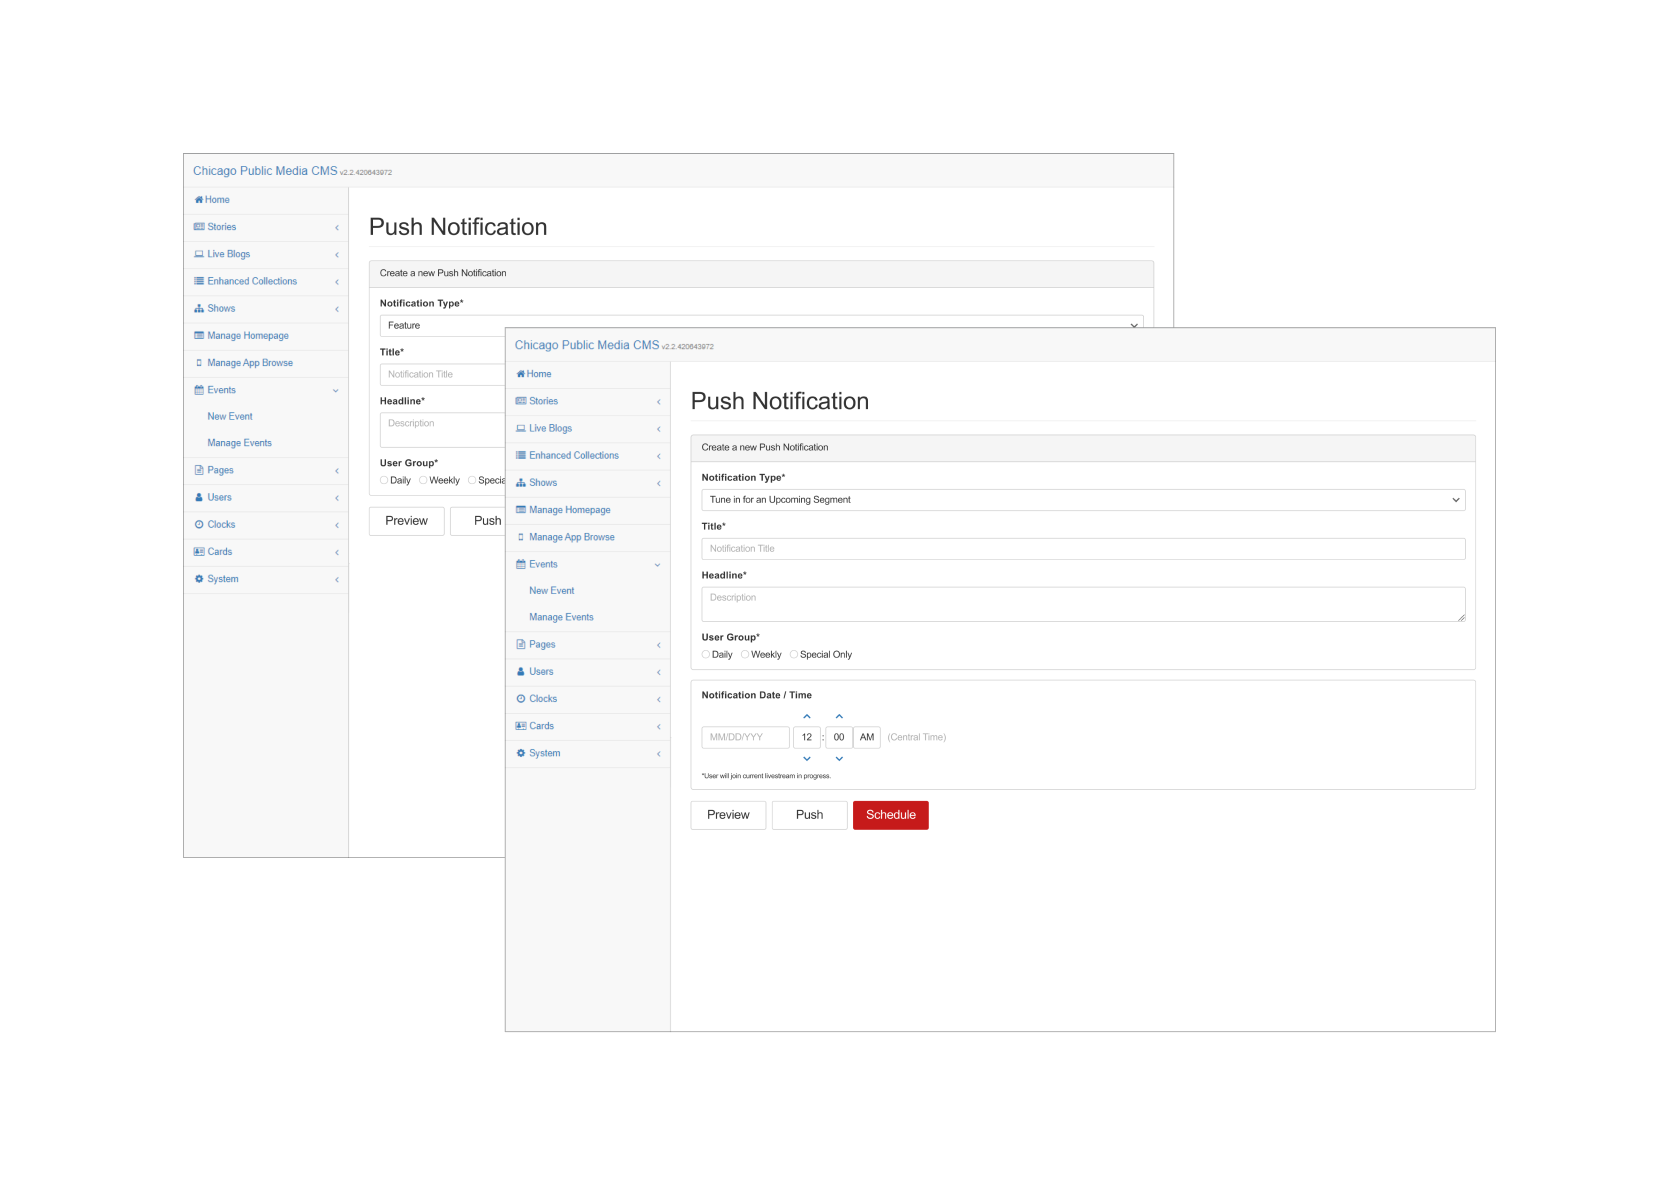 Chicago Public Media CMS v2.2.420643972
Home
Stories
Live Blogs
Enhanced Collections
Shows
Manage Homepage
Manage App Browse
Events
New Event
Manage Events
Pages
Users
Clocks
Cards
System
Push Notification
Create a new Push Notification
Notification Type*
Feature
Title*
Notification Title
Headline*
Description
User Group*
Daily Weekly Specia
Preview Push
Chicago Public Media CMS v2.2.420643972
Home
Stories
Live Blogs
Enhanced Collections
Shows
Manage Homepage
Manage App Browse
Events
New Event
Manage Events
Pages
Users
Clocks
Cards
System
Push Notification
Create a new Push Notification
Notification Type*
Tune in for an Upcoming Segment
Title*
Notification Title
Headline*
Description
User Group*
Daily Weekly Special Only
Notification Date / Time
MM/DD/YYY 12 : 00 AM (Central Time)
*User will join current livestream in progress.
Preview Push Schedule